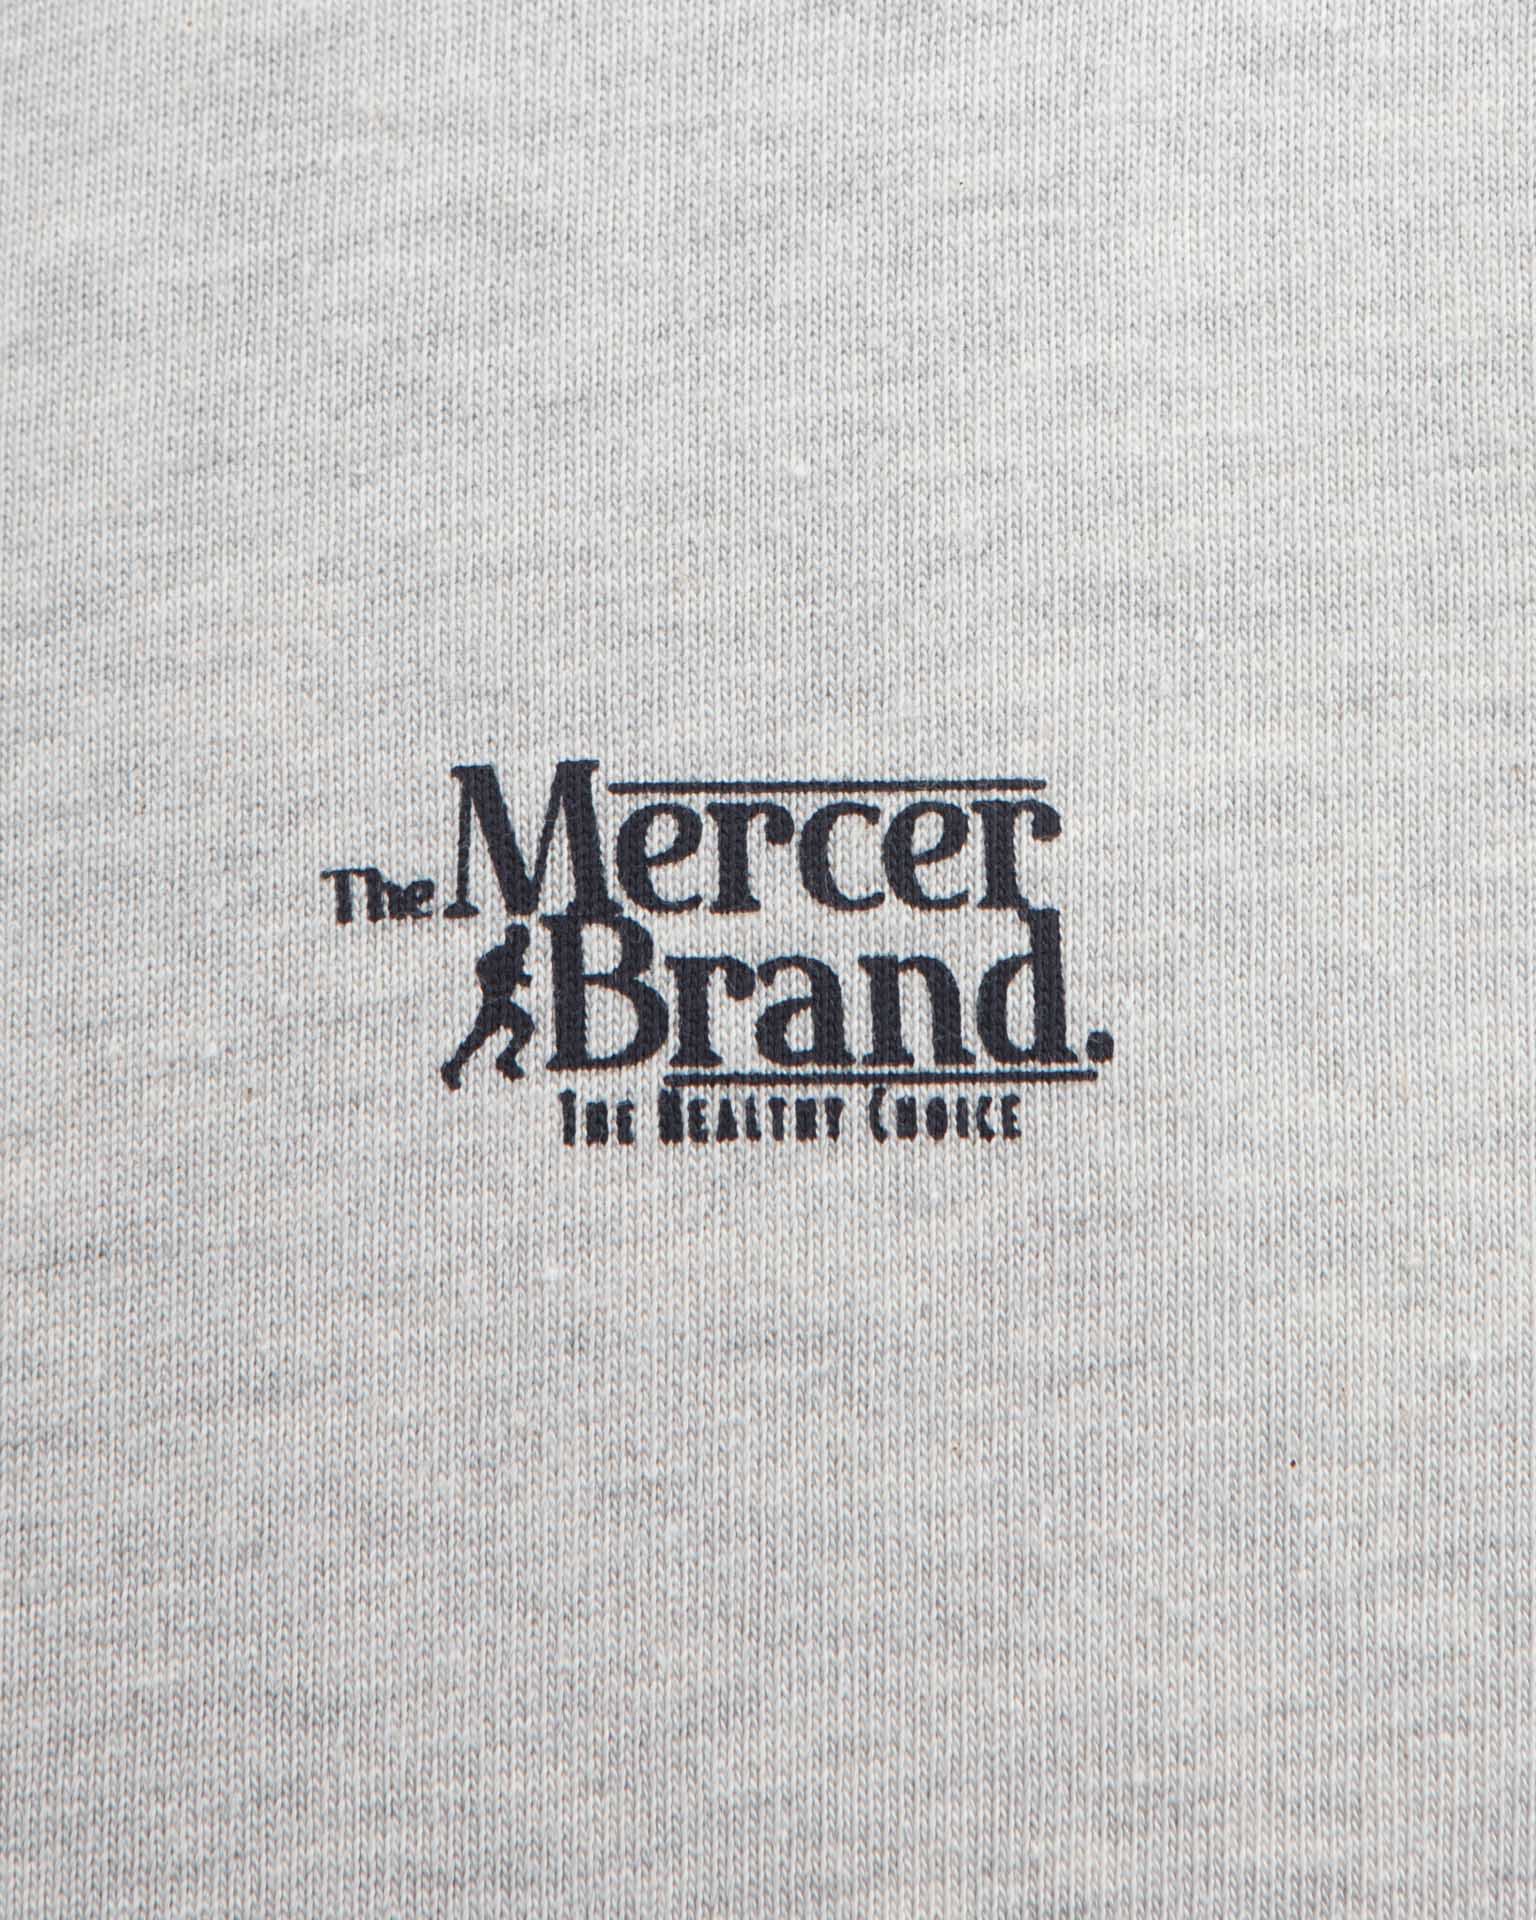 The Mercer
Brand.
THE HEALTHY CHOICE